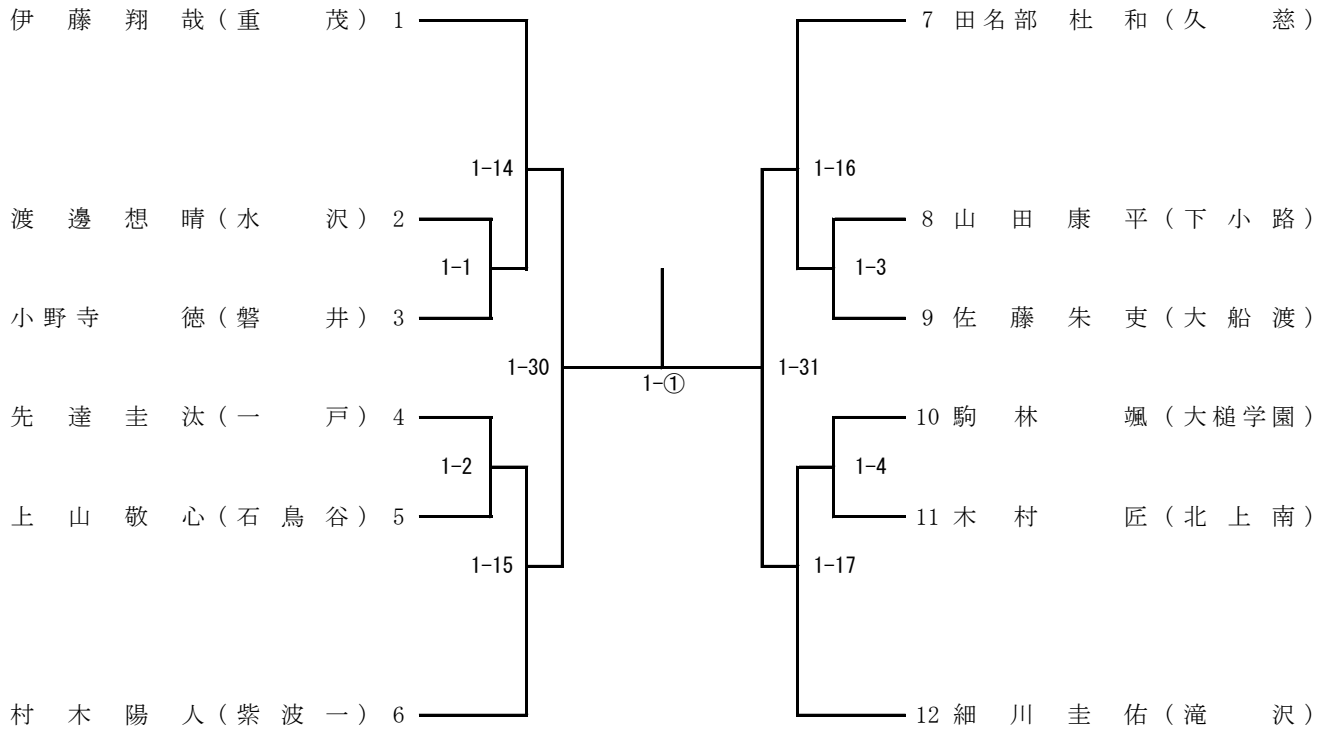 伊藤翔哉(重茂) 1
7 田名部杜和(久慈)
1-14
1-16
渡邊想晴(水沢) 2
8 山田康平(下小路)
1-1
1-3
小野寺徳(磐井) 3
9 佐藤朱吏(大船渡)
1-30
1-31
1-①
先達圭汰(一戸) 4
10 駒林颯(大槌学園)
1-2
1-4
上山敬心(石鳥谷) 5
11 木村匠(北上南)
1-15
1-17
村木陽人(紫波一) 6
12 細川圭佑(滝沢)